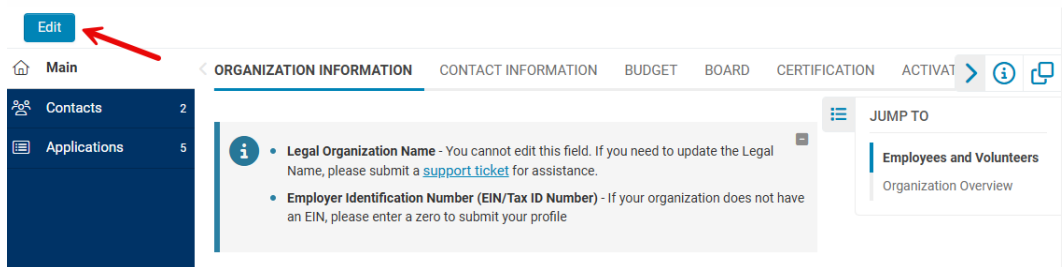 Edit
Main
Contacts 2
Applications 5
ORGANIZATION INFORMATION CONTACT INFORMATION BUDGET BOARD CERTIFICATION ACTIVAT
Legal Organization Name - You cannot edit this field. If you need to update the Legal
Name, please submit a support ticket for assistance.
Employer Identification Number (EIN/Tax ID Number) - If your organization does not have
an EIN, please enter a zero to submit your profile
JUMP TO
Employees and Volunteers
Organization Overview